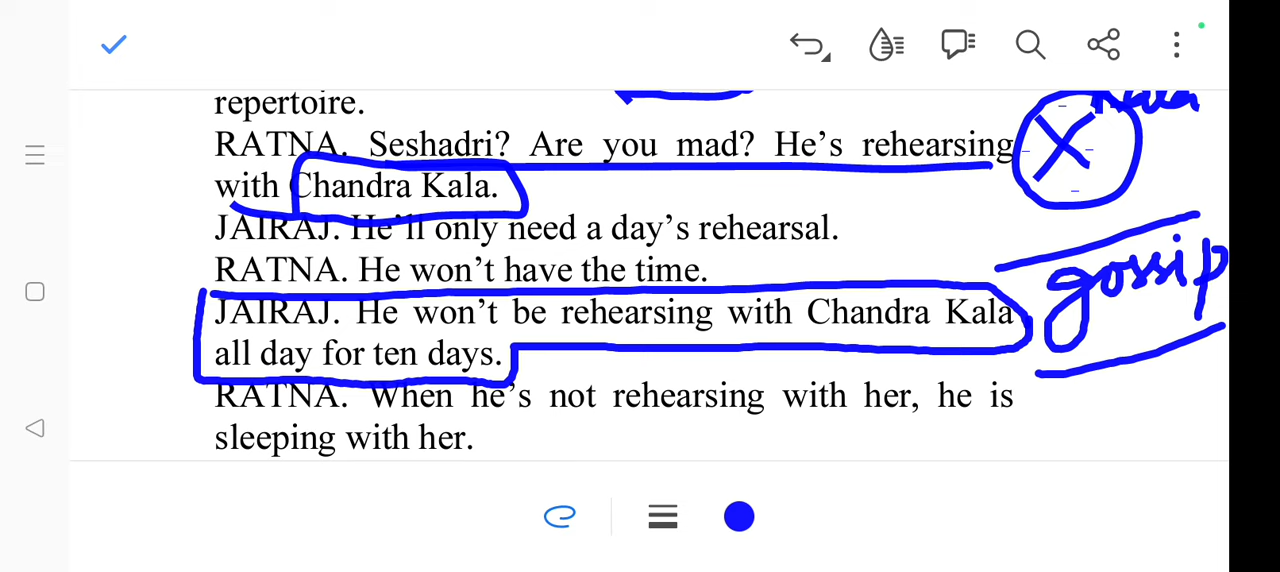 repertoire.
RATNA. Seshadri? Are you mad? He's rehearsing
with Chandra Kala.
JAIRAJ. He'll only need a day's rehearsal.
RATNA. He won't have the time.
gossip
JAIRAJ. He won't be rehearsing with Chandra Kala
all day for ten days.
RATNA. When he's not rehearsing with her, he is
sleeping with her.